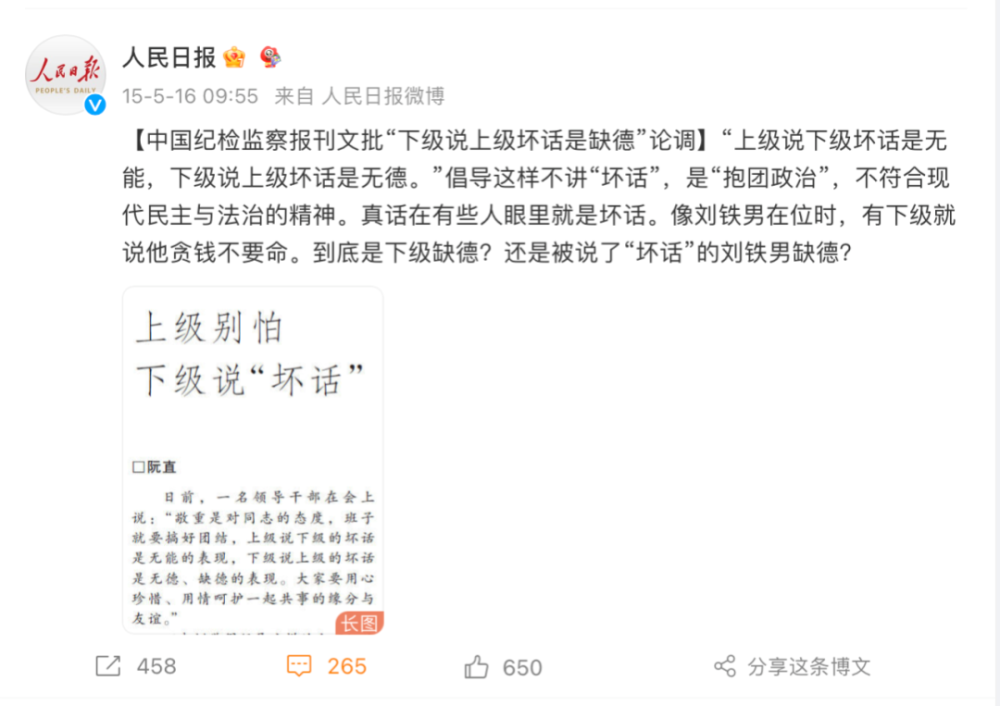 人民日报
人民日报
PEOPLE'S DAILY
15-5-16 09:55 来自 人民日报微博
【中国纪检监察报刊文批“下级说上级坏话是缺德”论调】“上级说下级坏话是无
能，下级说上级坏话是无德。”倡导这样不讲“坏话”，是“抱团政治”，不符合现
代民主与法治的精神。真话在有些人眼里就是坏话。像刘铁男在位时，有下级就
说他贪钱不要命。到底是下级缺德？还是被说了“坏话”的刘铁男缺德？
上级别怕
下级说“坏话”
□阮直
日前，一名领导干部在会上
说：“敬重是对同志的态度，班子
就要搞好团结，上级说下级的坏话
是无能的表现，下级说上级的坏话
是无德、缺德的表现。大家要用心
珍惜、用情呵护一起共事的缘分与
友谊。”
长图
458
265
650
分享这条博文